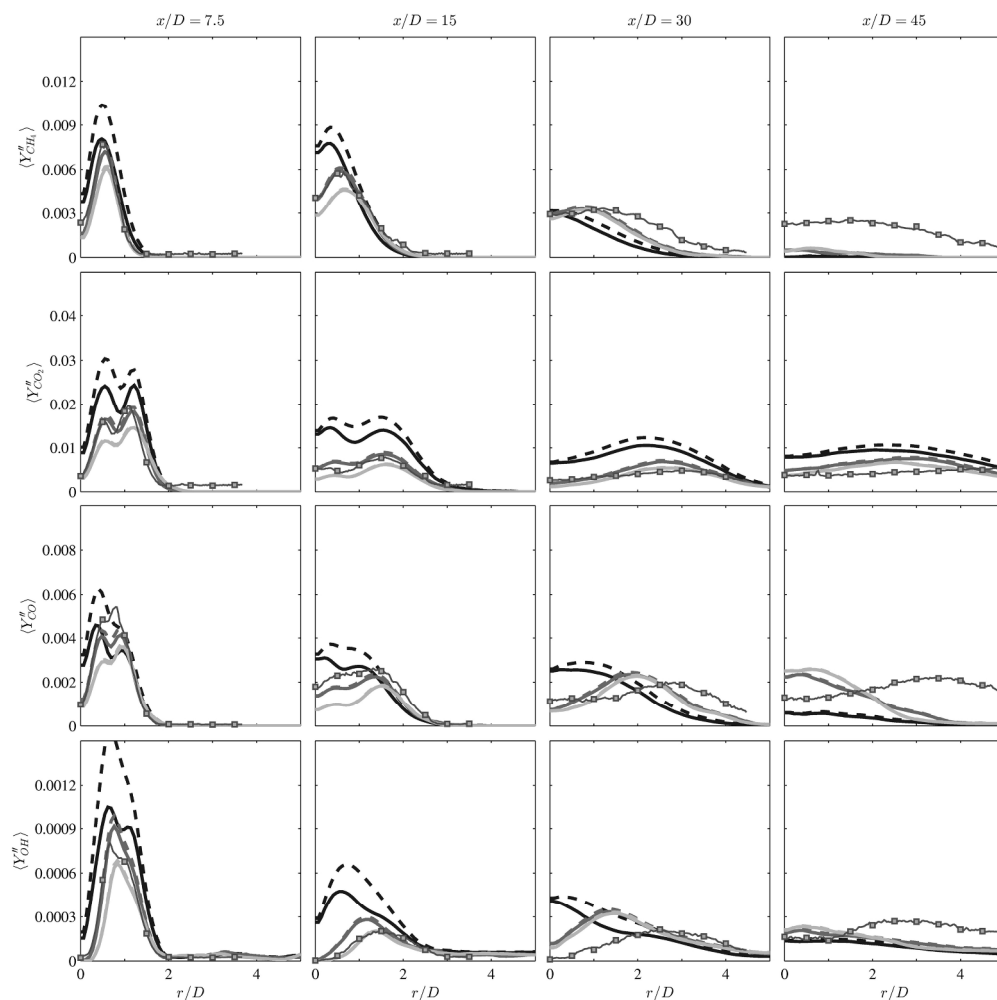 x/D = 7.5 x/D = 15 x/D = 30 x/D = 45
0.012
0.009
0.006
0.003
0
⟨Y″_{CH_4}⟩
0.04
0.03
0.02
0.01
0
⟨Y″_{CO_2}⟩
0.008
0.006
0.004
0.002
0
⟨Y″_{CO}⟩
0.0012
0.0009
0.0006
0.0003
0
⟨Y″_{OH}⟩
0 2 4 0 2 4 0 2 4 0 2 4
r/D r/D r/D r/D